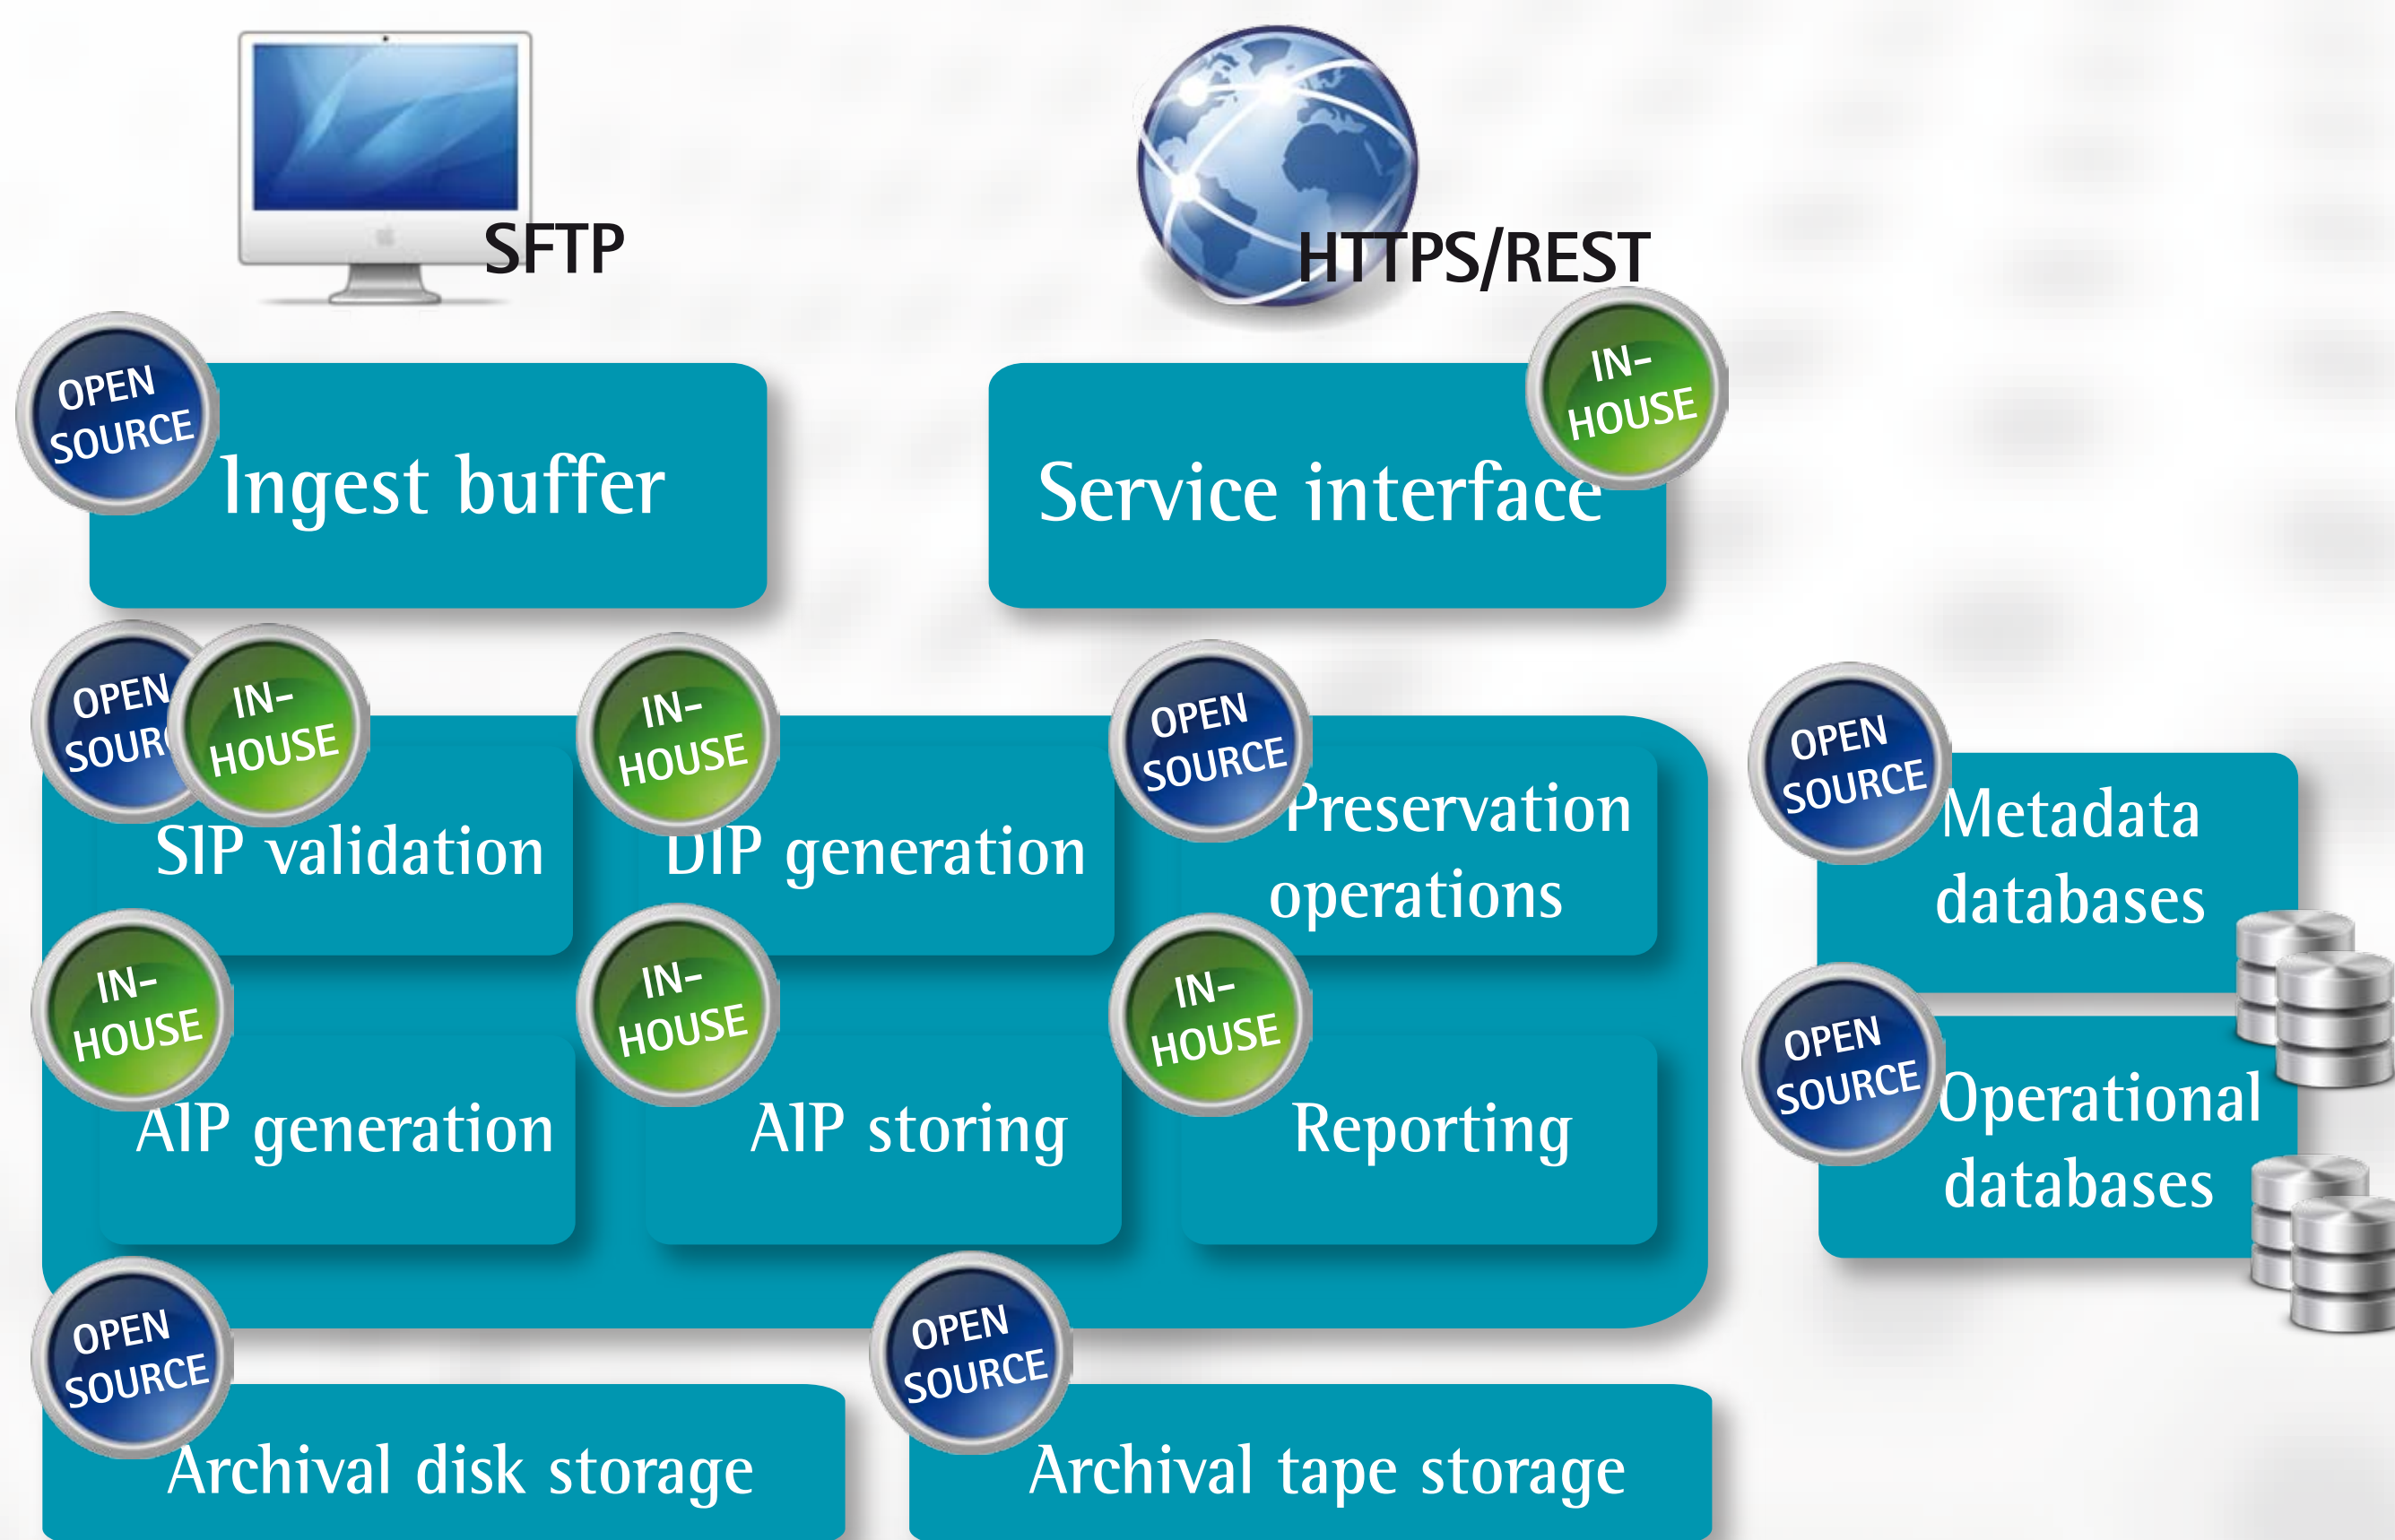 SFTP
HTTPS/REST
OPEN
SOURCE
Ingest buffer
IN-
HOUSE
Service interface
OPEN
SOURC
IN-
HOUSE
SIP validation
IN-
HOUSE
DIP generation
OPEN
SOURCE
Preservation
operations
OPEN
SOURCE
Metadata
databases
IN-
HOUSE
AIP generation
IN-
HOUSE
AIP storing
IN-
HOUSE
Reporting
OPEN
SOURCE
Operational
databases
OPEN
SOURCE
Archival disk storage
OPEN
SOURCE
Archival tape storage